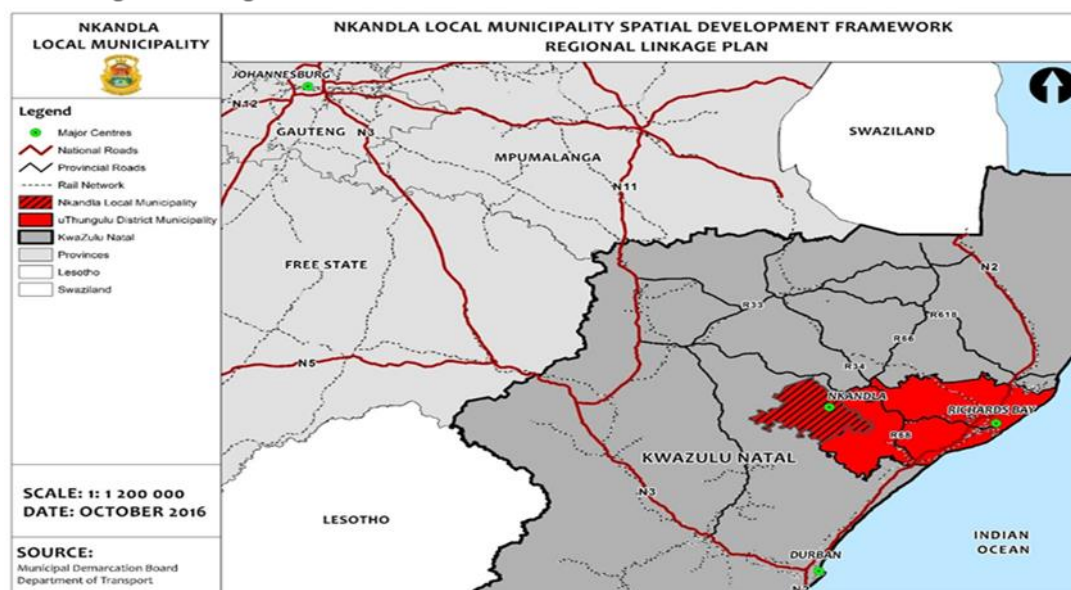 NKANDLA
LOCAL MUNICIPALITY
NKANDLA LOCAL MUNICIPALITY SPATIAL DEVELOPMENT FRAMEWORK
REGIONAL LINKAGE PLAN
Legend
Major Centres
National Roads
Provincial Roads
Rail Network
Nkandla Local Municipality
uThungulu District Municipality
KwaZulu Natal
Provinces
Lesotho
Swaziland
SCALE: 1: 1 200 000
DATE: OCTOBER 2016
SOURCE:
Municipal Demarcation Board
Department of Transport
JOHANNESBURG
N12
GAUTENG
N3
MPUMALANGA
SWAZILAND
N11
FREE STATE
N2
R33
R618
R66
N5
R34
NKANDLA
RICHARDS BAY
R68
KWAZULU NATAL
N3
LESOTHO
INDIAN
OCEAN
DURBAN